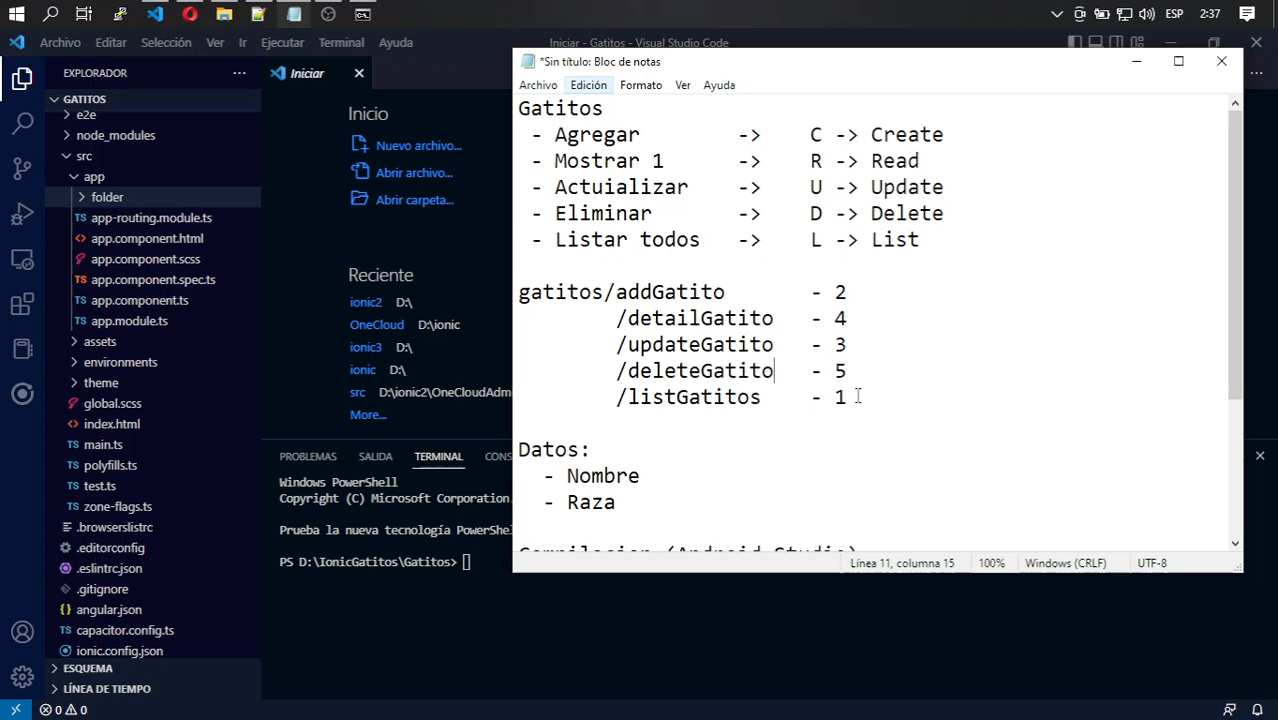 ESP 2:37
Archivo Editar Selección Ver Ir Ejecutar Terminal Ayuda
Iniciar - Gatitos - Visual Studio Code
EXPLORADOR
GATITOS
e2e
node_modules
src
app
folder
app-routing.module.ts
app.component.html
app.component.scss
app.component.spec.ts
app.component.ts
app.module.ts
assets
environments
theme
global.scss
index.html
main.ts
polyfills.ts
test.ts
zone-flags.ts
.browserslistrc
.editorconfig
.eslintrc.json
.gitignore
angular.json
capacitor.config.ts
ionic.config.json
ESQUEMA
LÍNEA DE TIEMPO
0 0
Iniciar
Inicio
Nuevo archivo...
Abrir archivo...
Abrir carpeta...
Reciente
ionic2 D:\
OneCloud D:\ionic
ionic3 D:\
ionic D:\
src D:\ionic2\OneCloudAdm
More...
PROBLEMAS SALIDA TERMINAL CONS
Windows PowerShell
Copyright (C) Microsoft Corporation.
Prueba la nueva tecnología PowerShe
PS D:\IonicGatitos\Gatitos>
*Sin título: Bloc de notas
Archivo Edición Formato Ver Ayuda
Gatitos
- Agregar -> C -> Create
- Mostrar 1 -> R -> Read
- Actuializar -> U -> Update
- Eliminar -> D -> Delete
- Listar todos -> L -> List
gatitos/addGatito - 2
/detailGatito - 4
/updateGatito - 3
/deleteGatito - 5
/listGatitos - 1
Datos:
- Nombre
- Raza
Compilacion (Android Studio)
Línea 11, columna 15 100% Windows (CRLF) UTF-8